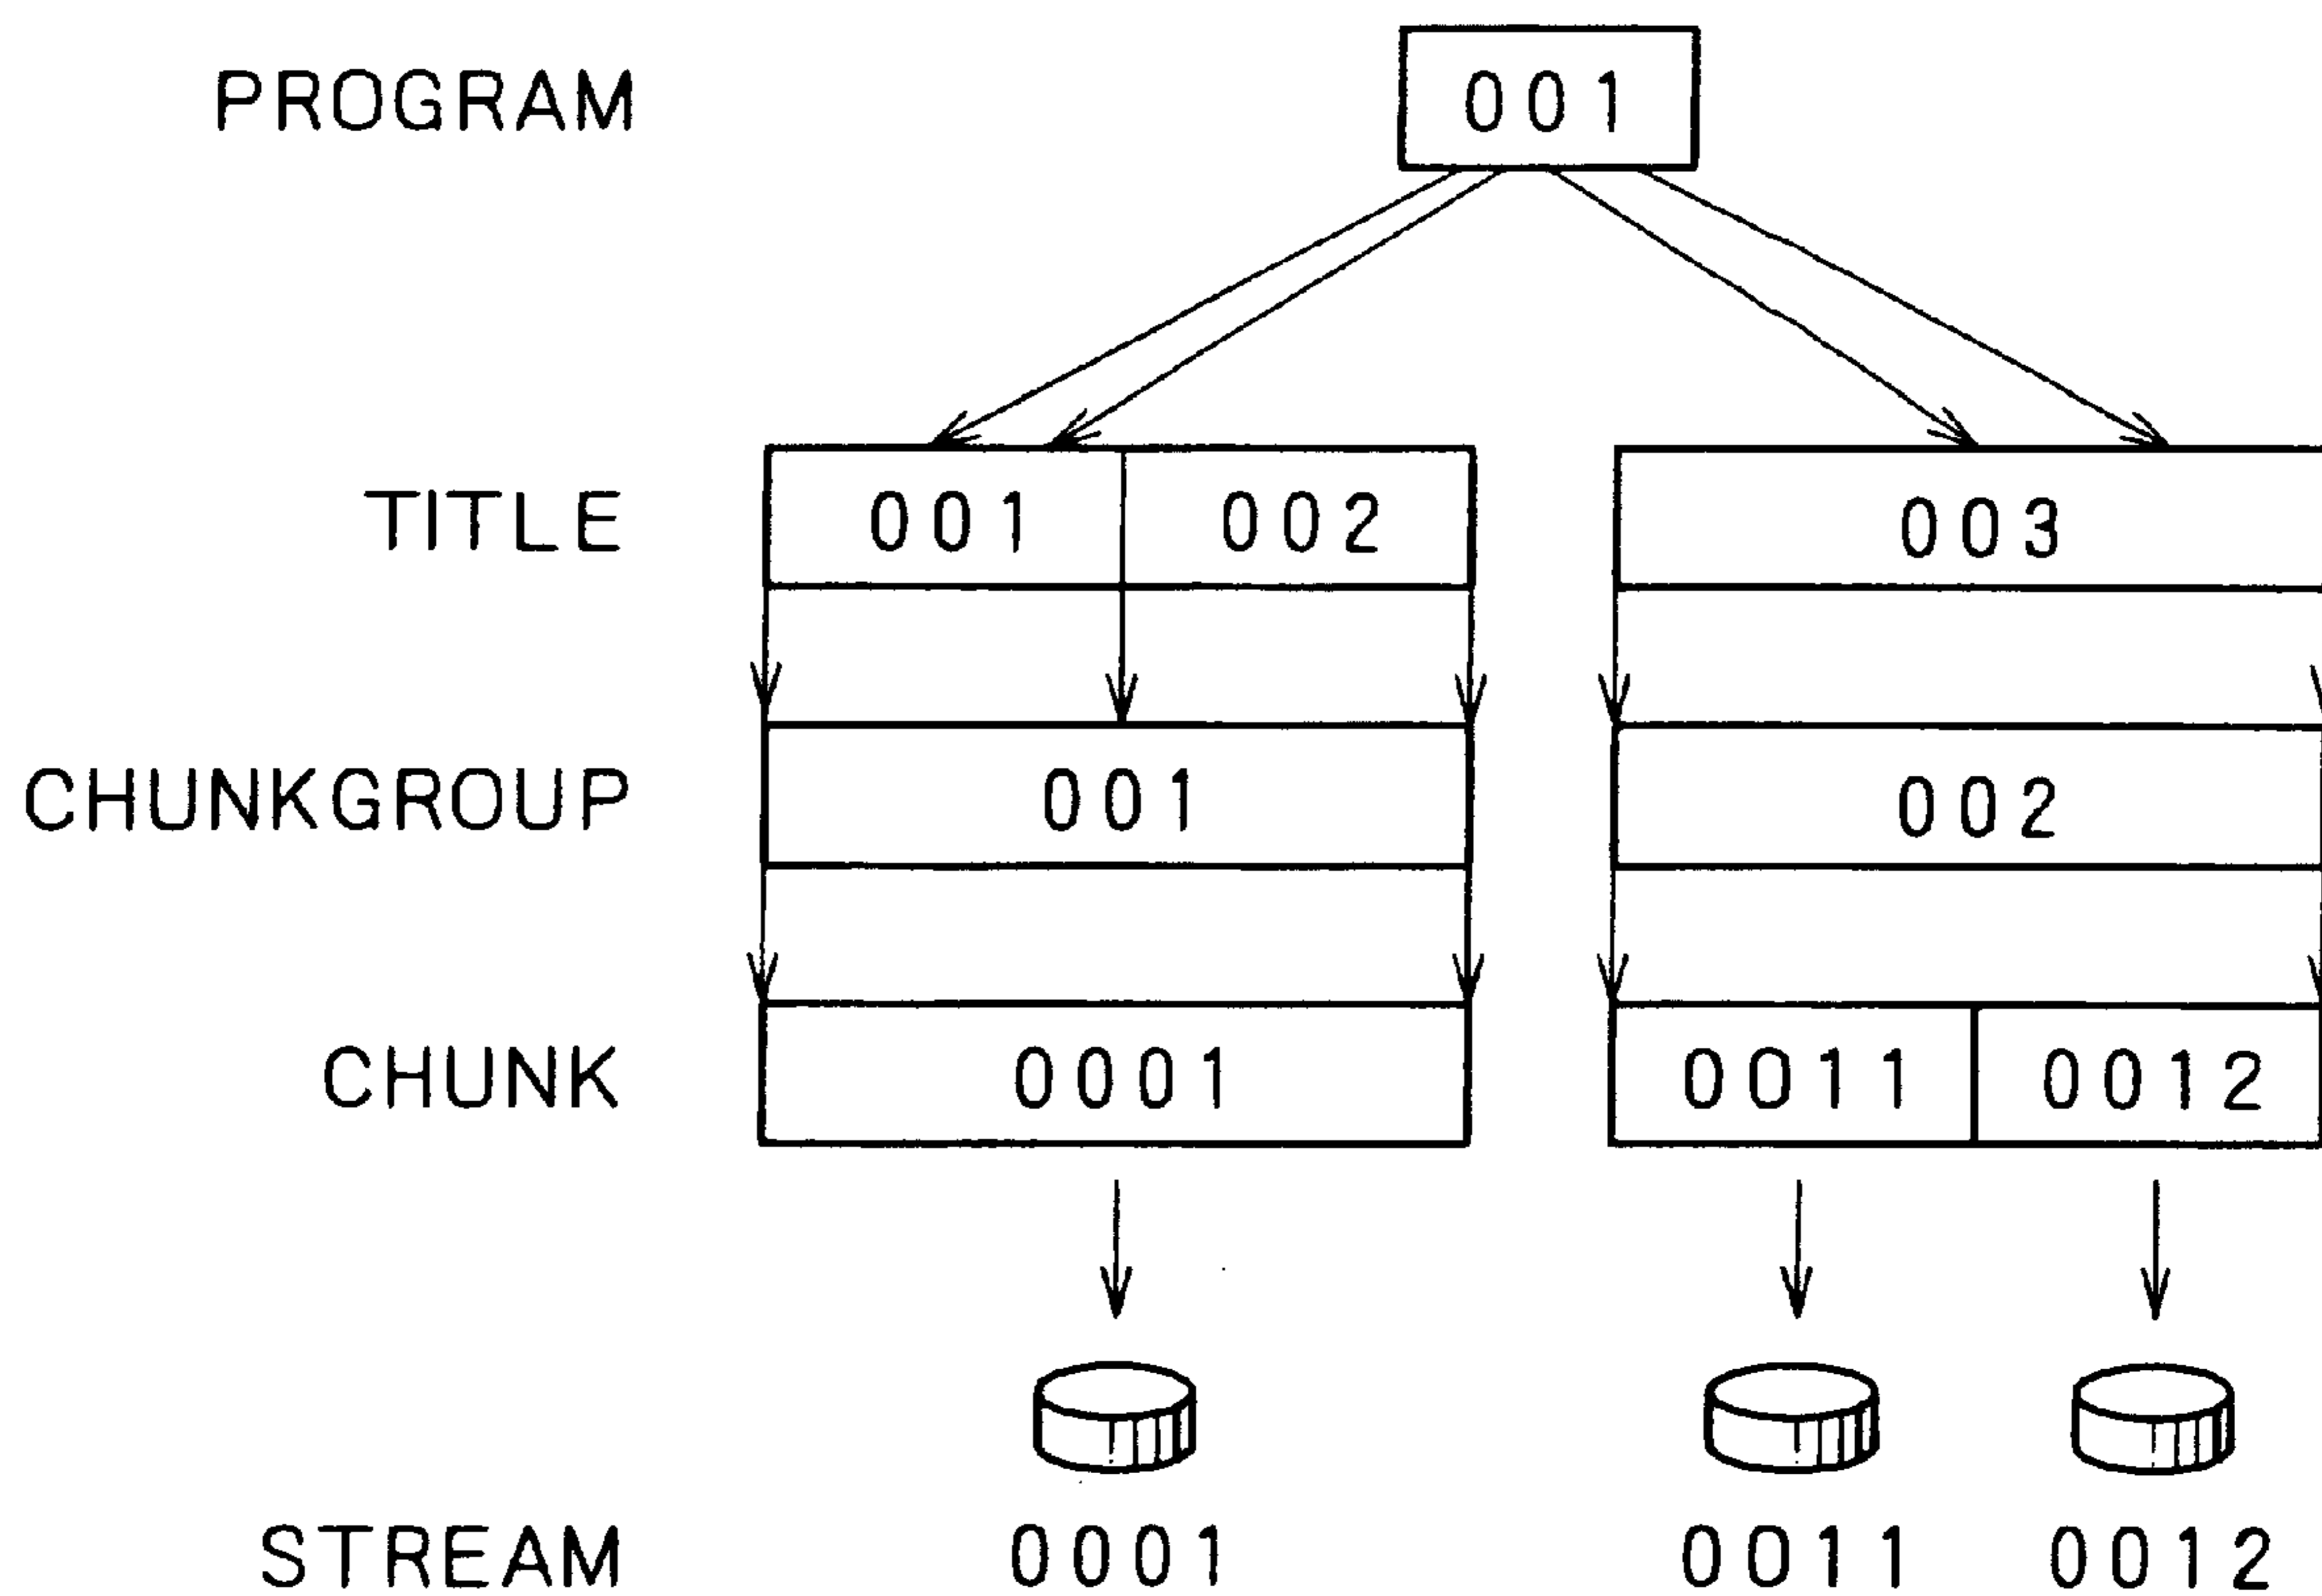 PROGRAM 001
TITLE 001 002 003
CHUNKGROUP 001 002
CHUNK 0001 0011 0012
STREAM 0001 0011 0012